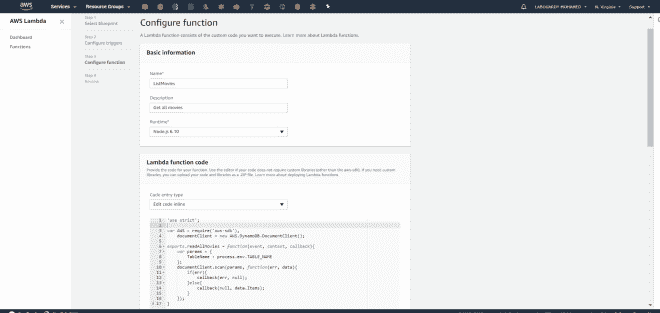 AWS
Services
Resource Groups
LABOUARDY MOHAMED
Support
AWS Lambda
Dashboard
Functions
Step 1
Select blueprint
Step 2
Configure triggers
Step 3
Configure function
Step 4
Review
Configure function
A Lambda function consists of the custom code you want to execute. Learn more about Lambda functions.
Basic information
Name*
ListMovies
Description
Get all movies
Runtime*
Node.js 6.10
Lambda function code
Provide the code for your function. Use the editor if your code does not require custom libraries (other than the aws-sdk). If you need custom
libraries, you can upload your code and libraries as a .ZIP file. Learn more about deploying Lambda functions.
Code entry type
Edit code inline
1 'use strict';
2
3 var AWS = require('aws-sdk'),
4 documentClient = new AWS.DynamoDB.DocumentClient();
5
6 exports.readAllMovies = function(event, context, callback){
7 var params = {
8 TableName : process.env.TABLE_NAME
9 };
10 documentClient.scan(params, function(err, data){
11 if(err){
12 callback(err, null);
13 }else{
14 callback(null, data.Items);
15 }
16 });
17 }